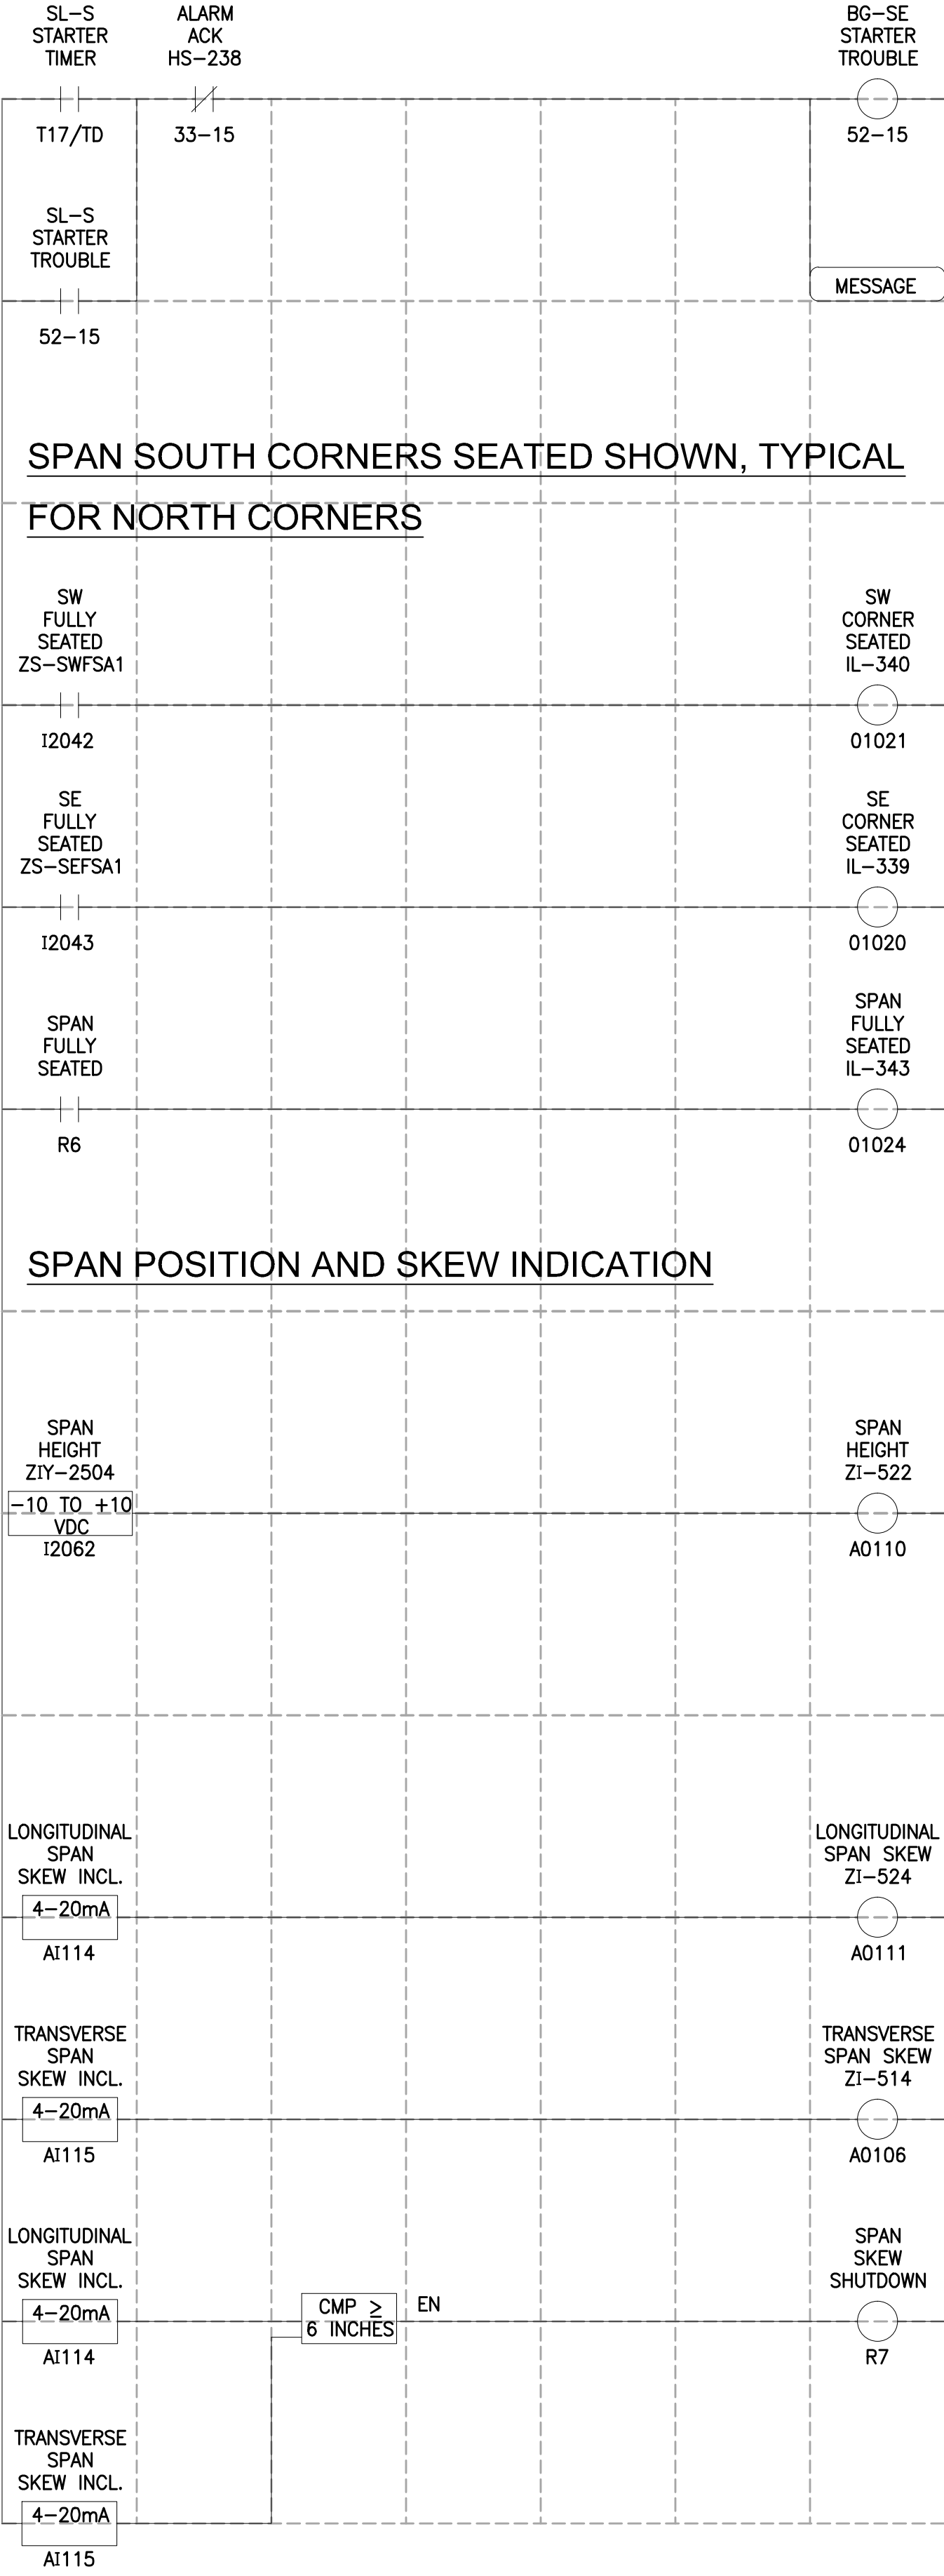 SL-S
STARTER
TIMER
ALARM
ACK
HS-238
BG-SE
STARTER
TROUBLE
T17/TD
33-15
52-15
SL-S
STARTER
TROUBLE
MESSAGE
52-15
SPAN SOUTH CORNERS SEATED SHOWN, TYPICAL
FOR NORTH CORNERS
SW
FULLY
SEATED
ZS-SWFSA1
SW
CORNER
SEATED
IL-340
I2042
01021
SE
FULLY
SEATED
ZS-SEFSA1
SE
CORNER
SEATED
IL-339
I2043
01020
SPAN
FULLY
SEATED
SPAN
FULLY
SEATED
IL-343
R6
01024
SPAN POSITION AND SKEW INDICATION
SPAN
HEIGHT
ZIY-2504
SPAN
HEIGHT
ZI-522
-10 TO +10
VDC
I2062
A0110
LONGITUDINAL
SPAN
SKEW INCL.
LONGITUDINAL
SPAN SKEW
ZI-524
4-20mA
AI114
A0111
TRANSVERSE
SPAN
SKEW INCL.
TRANSVERSE
SPAN SKEW
ZI-514
4-20mA
AI115
A0106
LONGITUDINAL
SPAN
SKEW INCL.
SPAN
SKEW
SHUTDOWN
4-20mA
CMP ≥
6 INCHES
EN
AI114
R7
TRANSVERSE
SPAN
SKEW INCL.
4-20mA
AI115